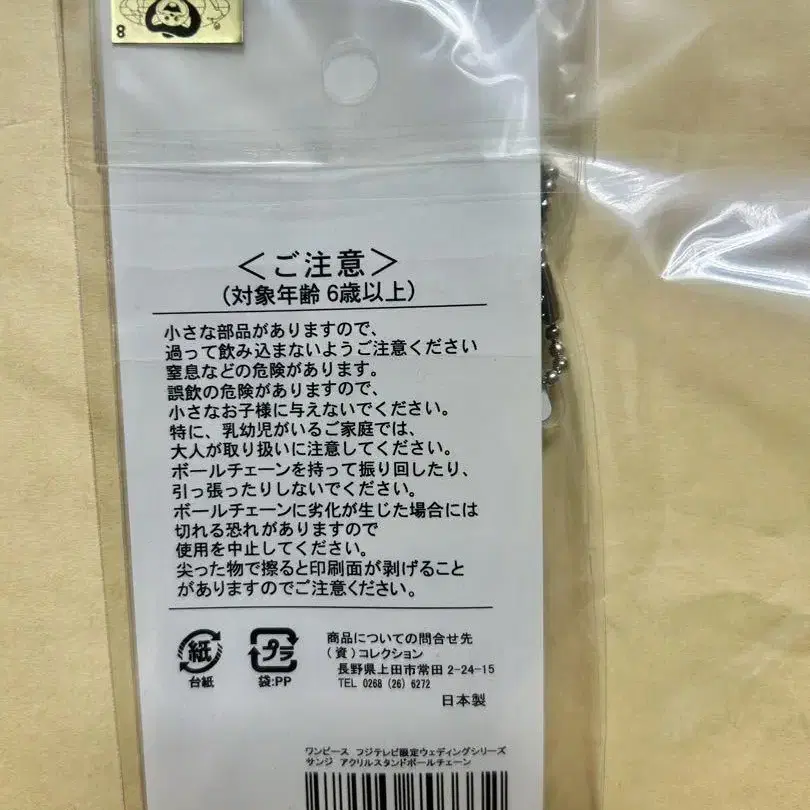 8
＜ご注意＞
(対象年齢 6歳以上)
小さな部品がありますので、
過って飲み込まないようご注意ください
窒息などの危険があります。
誤飲の危険がありますので、
小さなお子様に与えないでください。
特に、乳幼児がいるご家庭では、
大人が取り扱いに注意してください。
ボールチェーンを持って振り回したり、
引っ張ったりしないでください。
ボールチェーンに劣化が生じた場合には
切れる恐れがありますので
使用を中止してください。
尖った物で擦ると印刷面が剥げること
がありますのでご注意ください。
紙
台紙
プラ
袋:PP
商品についての問合せ先
(資)コレクション
長野県上田市常田 2-24-15
TEL 0268 (26) 6272
日本製
ワンピース フジテレビ限定ウェディングシリーズ
サンジ アクリルスタンドボールチェーン